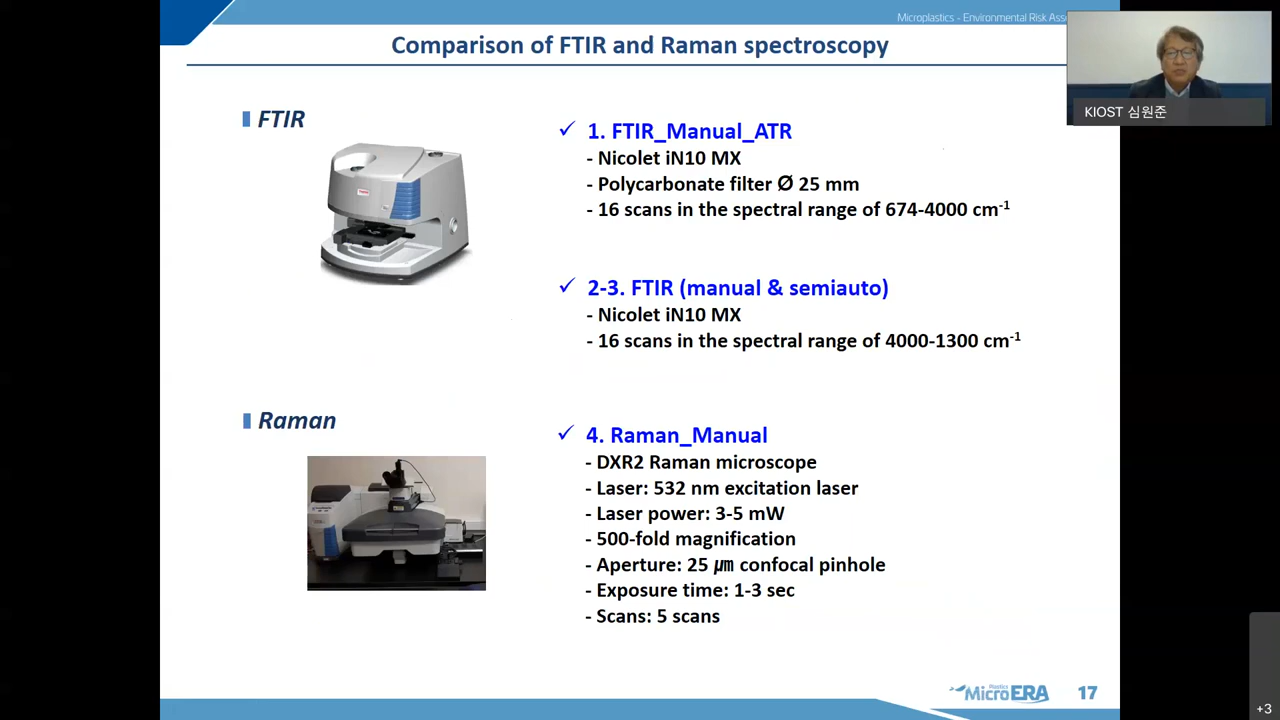 Microplastics - Environmental Risk Ass
Comparison of FTIR and Raman spectroscopy
KIOST 심원준
FTIR
✓ 1. FTIR_Manual_ATR
- Nicolet iN10 MX
- Polycarbonate filter Ø 25 mm
- 16 scans in the spectral range of 674-4000 cm⁻¹
✓ 2-3. FTIR (manual & semiauto)
- Nicolet iN10 MX
- 16 scans in the spectral range of 4000-1300 cm⁻¹
Raman
✓ 4. Raman_Manual
- DXR2 Raman microscope
- Laser: 532 nm excitation laser
- Laser power: 3-5 mW
- 500-fold magnification
- Aperture: 25 ㎛ confocal pinhole
- Exposure time: 1-3 sec
- Scans: 5 scans
Plastics
MicroERA
17
+3